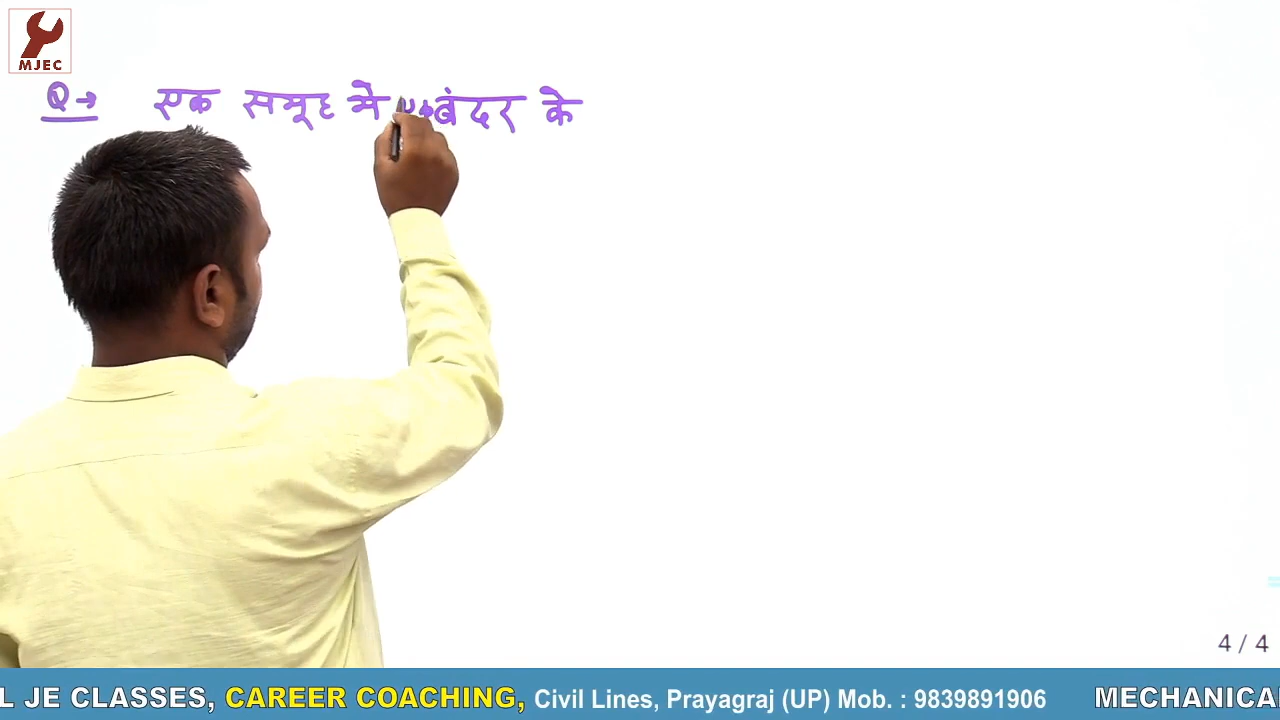 MJEC
Q→ एक समूह में बंदर के
4 / 4
L JE CLASSES, CAREER COACHING, Civil Lines, Prayagraj (UP) Mob. : 9839891906 MECHANICA